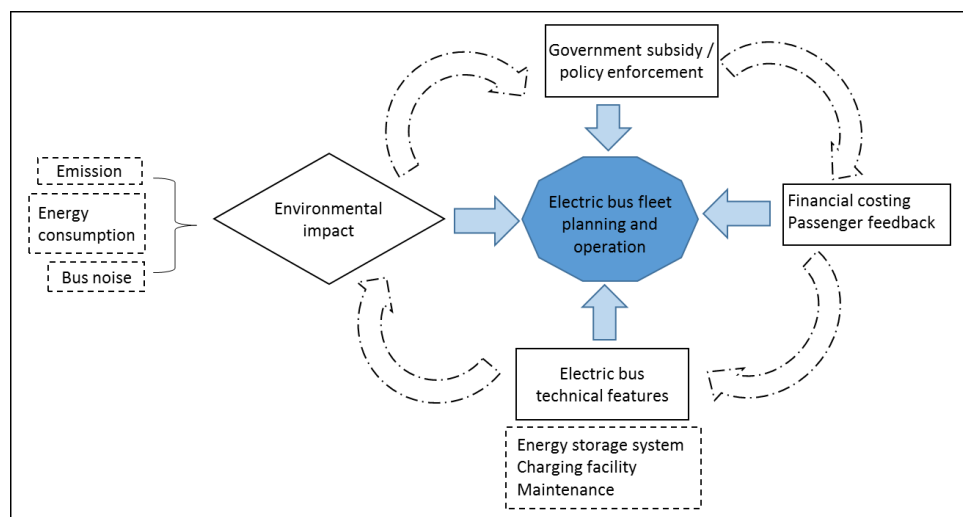 Government subsidy /
policy enforcement
Emission
Energy
consumption
Bus noise
Environmental
impact
Electric bus fleet
planning and
operation
Financial costing
Passenger feedback
Electric bus
technical features
Energy storage system
Charging facility
Maintenance